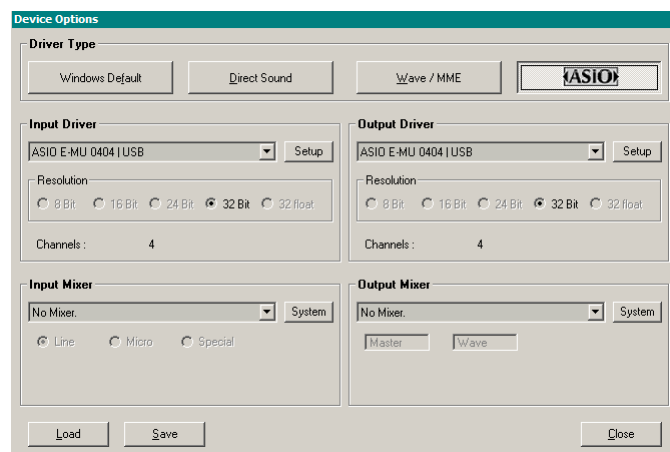 Device Options
Driver Type
Windows Default Direct Sound Wave / MME ASIO
Input Driver Output Driver
ASIO E-MU 0404 | USB Setup ASIO E-MU 0404 | USB Setup
Resolution Resolution
8 Bit 16 Bit 24 Bit 32 Bit 32 float 8 Bit 16 Bit 24 Bit 32 Bit 32 float
Channels : 4 Channels : 4
Input Mixer Output Mixer
No Mixer. System No Mixer. System
Line Micro Special Master Wave
Load Save Close